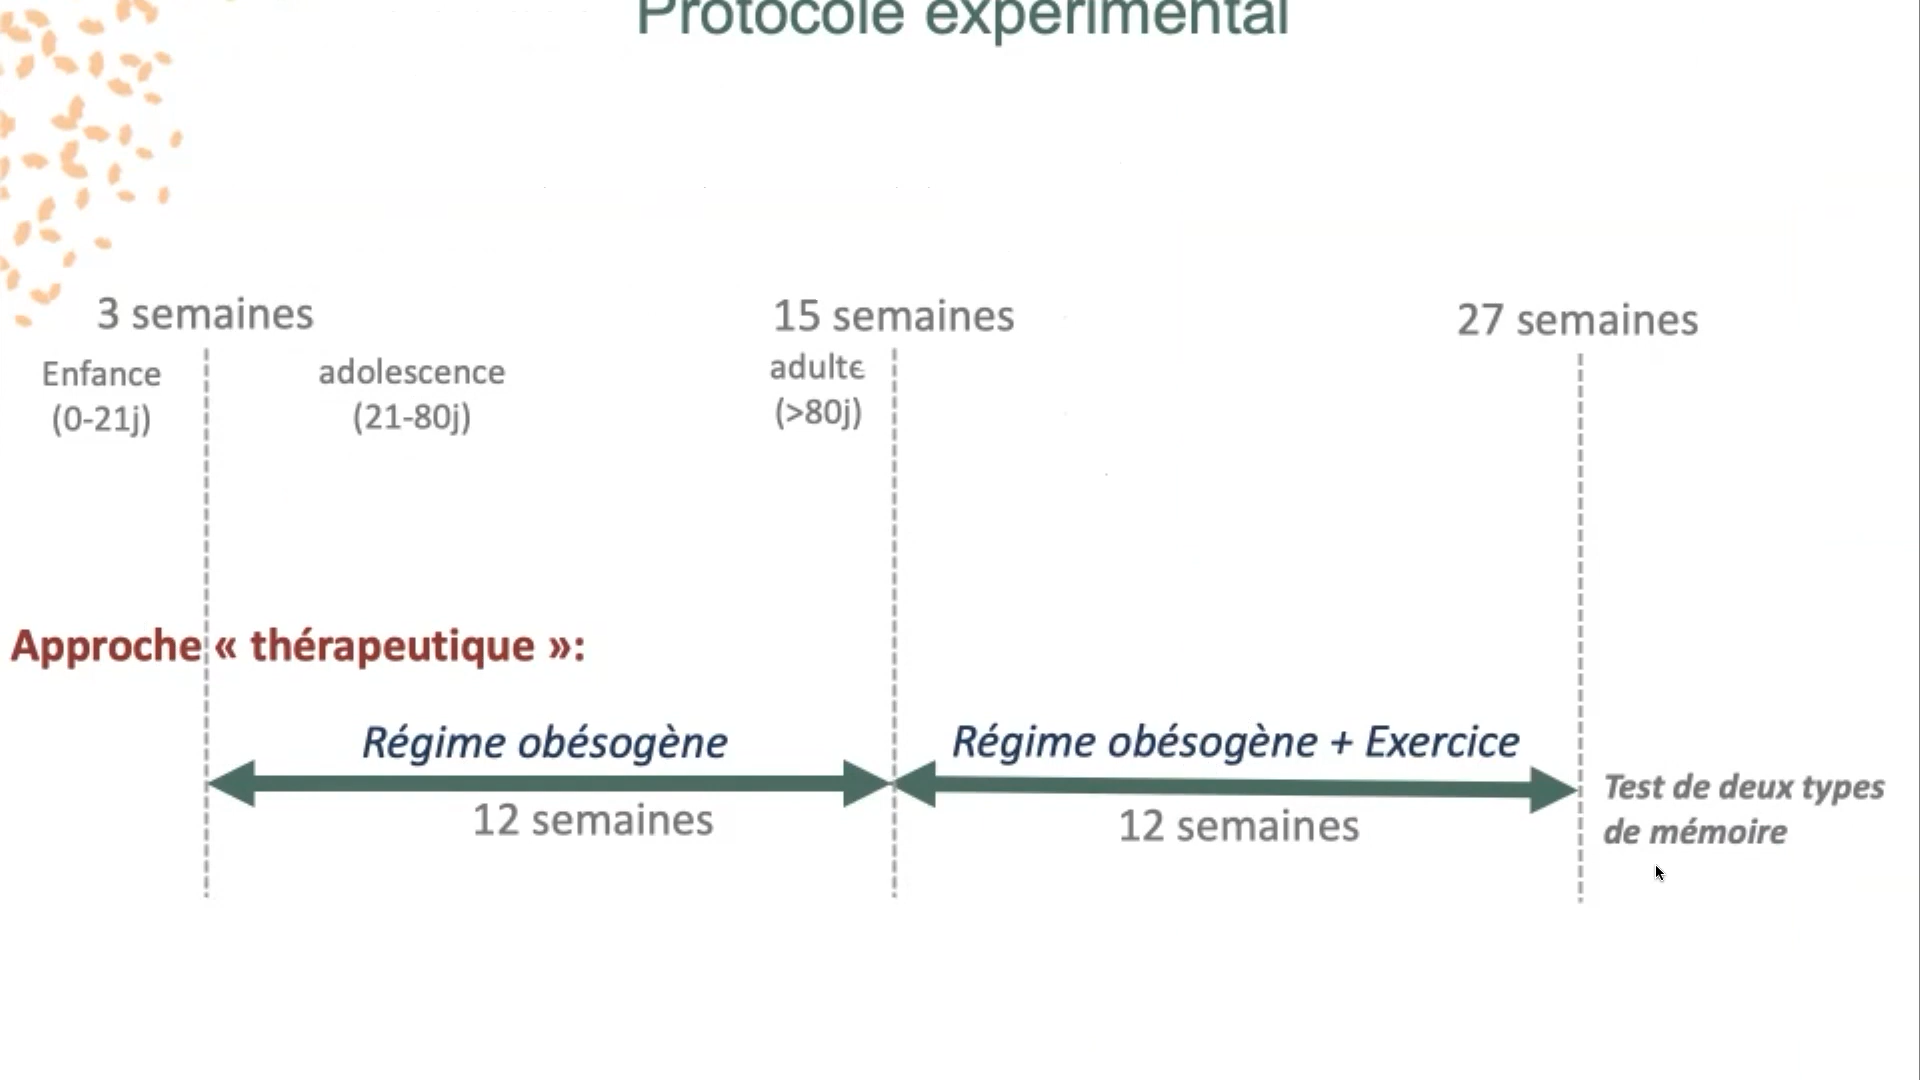 Protocole expérimental
3 semaines
15 semaines
27 semaines
Enfance
(0-21j)
adolescence
(21-80j)
adulte
(>80j)
Approche « thérapeutique »:
Régime obésogène
12 semaines
Régime obésogène + Exercice
12 semaines
Test de deux types
de mémoire